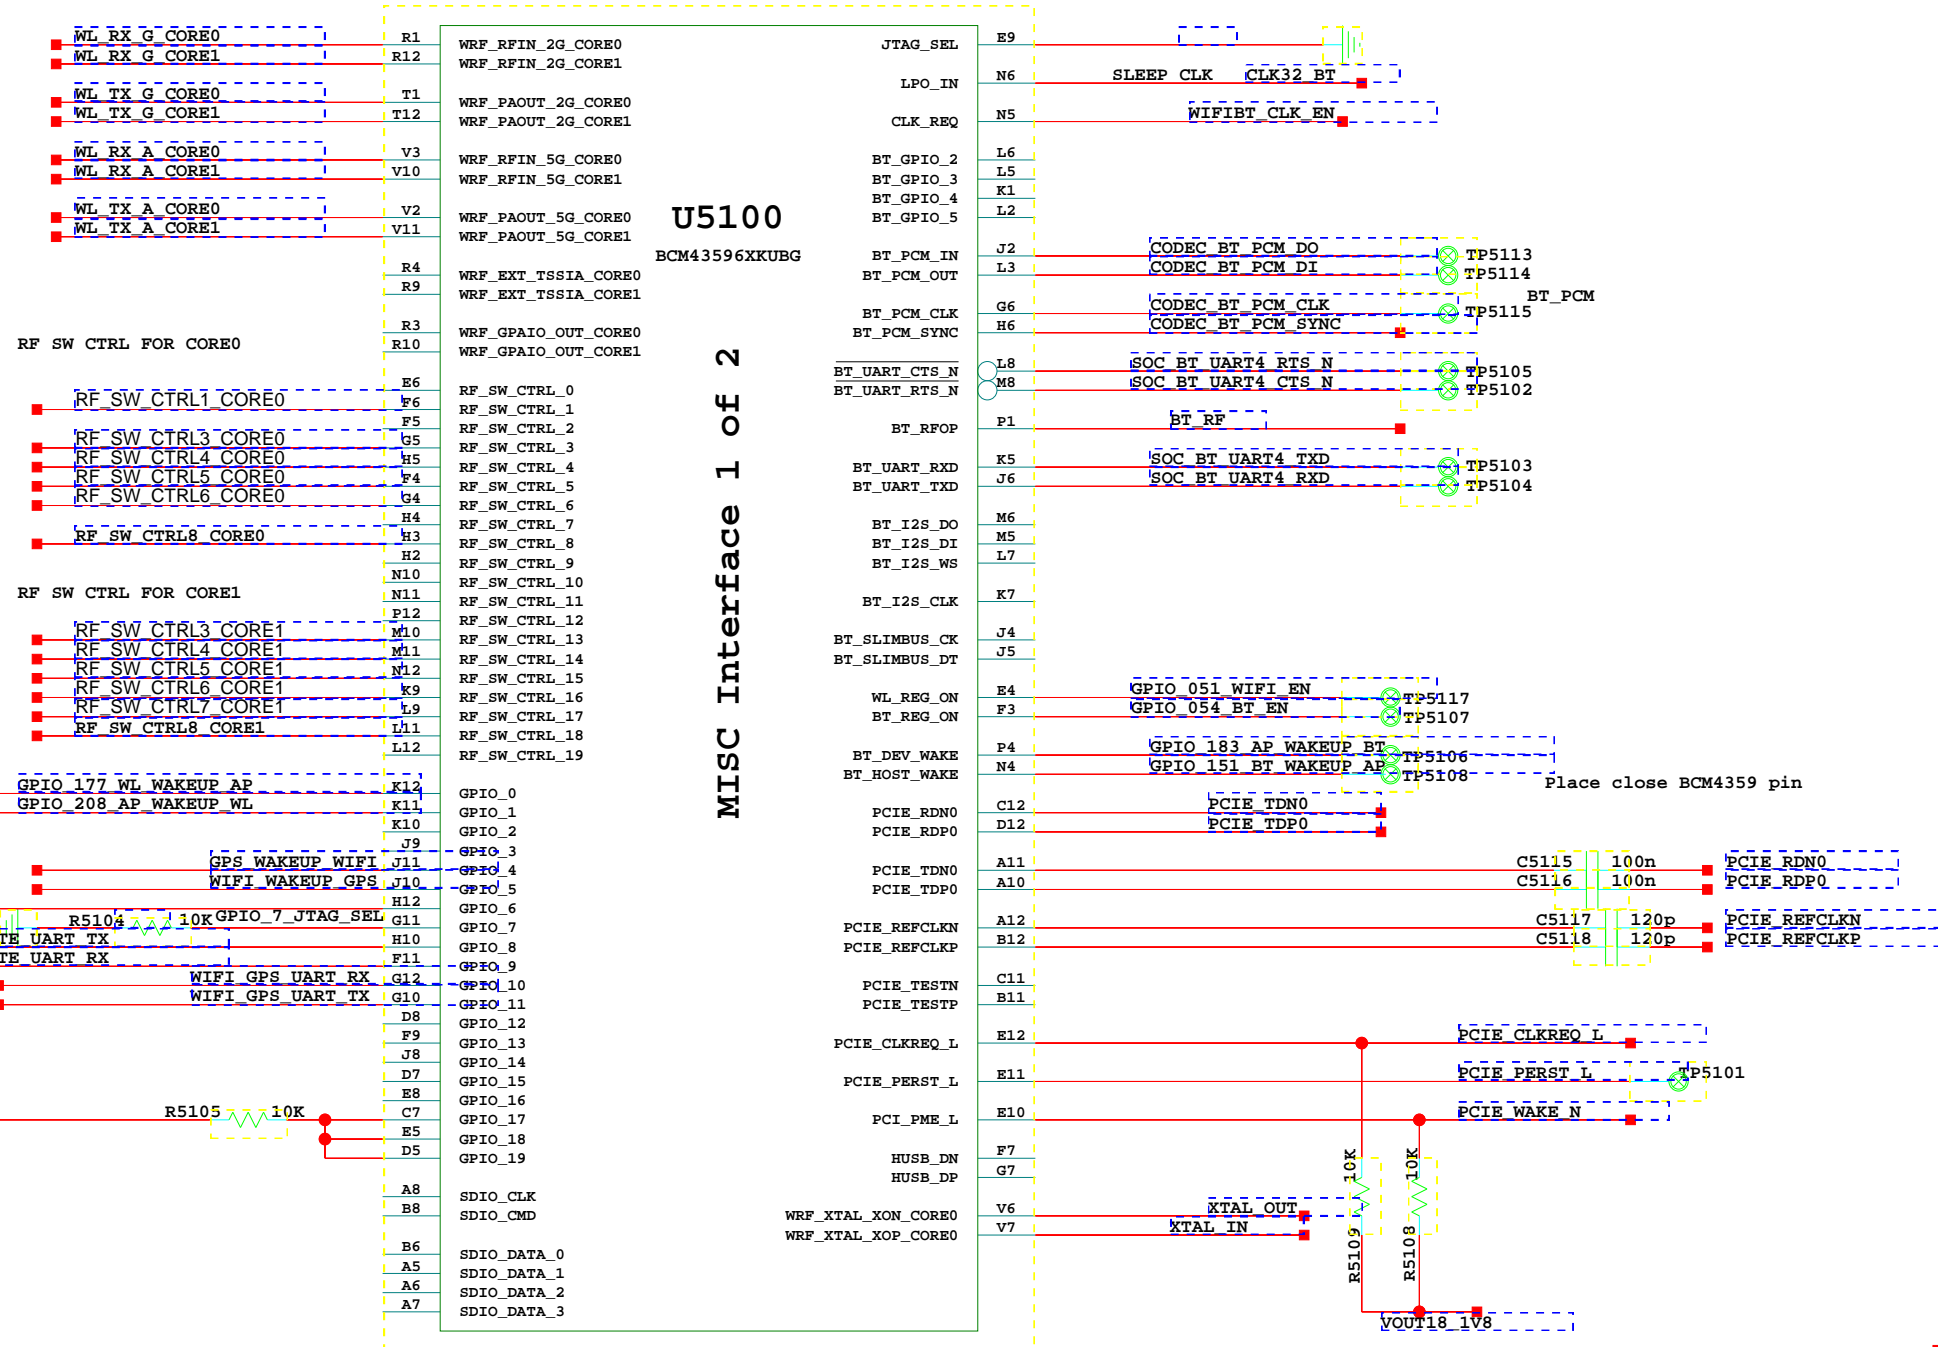 WL_RX_G_CORE0 R1 WRF_RFIN_2G_CORE0
WL_RX_G_CORE1 R12 WRF_RFIN_2G_CORE1
WL_TX_G_CORE0 T1 WRF_PAOUT_2G_CORE0
WL_TX_G_CORE1 T12 WRF_PAOUT_2G_CORE1
WL_RX_A_CORE0 V3 WRF_RFIN_5G_CORE0
WL_RX_A_CORE1 V10 WRF_RFIN_5G_CORE1
WL_TX_A_CORE0 V2 WRF_PAOUT_5G_CORE0
WL_TX_A_CORE1 V11 WRF_PAOUT_5G_CORE1
R4 WRF_EXT_TSSIA_CORE0
R9 WRF_EXT_TSSIA_CORE1
R3 WRF_GPAIO_OUT_CORE0
R10 WRF_GPAIO_OUT_CORE1
RF SW CTRL FOR CORE0
E6 RF_SW_CTRL_0
RF_SW_CTRL1_CORE0 F6 RF_SW_CTRL_1
F5 RF_SW_CTRL_2
RF_SW_CTRL3_CORE0 G5 RF_SW_CTRL_3
RF_SW_CTRL4_CORE0 H5 RF_SW_CTRL_4
RF_SW_CTRL5_CORE0 F4 RF_SW_CTRL_5
RF_SW_CTRL6_CORE0 G4 RF_SW_CTRL_6
H4 RF_SW_CTRL_7
RF_SW_CTRL8_CORE0 H3 RF_SW_CTRL_8
H2 RF_SW_CTRL_9
N10 RF_SW_CTRL_10
RF SW CTRL FOR CORE1
N11 RF_SW_CTRL_11
P12 RF_SW_CTRL_12
RF_SW_CTRL3_CORE1 M10 RF_SW_CTRL_13
RF_SW_CTRL4_CORE1 M11 RF_SW_CTRL_14
RF_SW_CTRL5_CORE1 N12 RF_SW_CTRL_15
RF_SW_CTRL6_CORE1 K9 RF_SW_CTRL_16
RF_SW_CTRL7_CORE1 L9 RF_SW_CTRL_17
RF_SW_CTRL8_CORE1 L11 RF_SW_CTRL_18
L12 RF_SW_CTRL_19
GPIO_177_WL_WAKEUP_AP K12 GPIO_0
GPIO_208_AP_WAKEUP_WL K11 GPIO_1
K10 GPIO_2
J9 GPIO_3
GPS_WAKEUP_WIFI J11 GPIO_4
WIFI_WAKEUP_GPS J10 GPIO_5
H12 GPIO_6
R5104 10K GPIO_7_JTAG_SEL G11 GPIO_7
TE_UART_TX H10 GPIO_8
TE_UART_RX F11 GPIO_9
WIFI_GPS_UART_RX G12 GPIO_10
WIFI_GPS_UART_TX G10 GPIO_11
D8 GPIO_12
F9 GPIO_13
J8 GPIO_14
D7 GPIO_15
E8 GPIO_16
R5105 10K C7 GPIO_17
E5 GPIO_18
D5 GPIO_19
A8 SDIO_CLK
B8 SDIO_CMD
B6 SDIO_DATA_0
A5 SDIO_DATA_1
A6 SDIO_DATA_2
A7 SDIO_DATA_3
U5100
BCM43596XKUBG
MISC Interface 1 of 2
JTAG_SEL E9
LPO_IN N6 SLEEP CLK CLK32_BT
CLK_REQ N5 WIFIBT_CLK_EN
BT_GPIO_2 L6
BT_GPIO_3 L5
BT_GPIO_4 K1
BT_GPIO_5 L2
BT_PCM_IN J2 CODEC_BT_PCM_DO TP5113
BT_PCM_OUT L3 CODEC_BT_PCM_DI TP5114
BT_PCM
BT_PCM_CLK G6 CODEC_BT_PCM_CLK TP5115
BT_PCM_SYNC H6 CODEC_BT_PCM_SYNC
BT_UART_CTS_N L8 SOC_BT_UART4_RTS_N TP5105
BT_UART_RTS_N M8 SOC_BT_UART4_CTS_N TP5102
BT_RFOP P1 BT_RF
BT_UART_RXD K5 SOC_BT_UART4_TXD TP5103
BT_UART_TXD J6 SOC_BT_UART4_RXD TP5104
BT_I2S_DO M6
BT_I2S_DI M5
BT_I2S_WS L7
BT_I2S_CLK K7
BT_SLIMBUS_CK J4
BT_SLIMBUS_DT J5
WL_REG_ON E4 GPIO_051_WIFI_EN TP5117
BT_REG_ON F3 GPIO_054_BT_EN TP5107
BT_DEV_WAKE P4 GPIO_183_AP_WAKEUP_BT TP5106
BT_HOST_WAKE N4 GPIO_151_BT_WAKEUP_AP TP5108
Place close BCM4359 pin
PCIE_RDN0 C12 PCIE_TDN0
PCIE_RDP0 D12 PCIE_TDP0
PCIE_TDN0 A11 C5115 100n PCIE_RDN0
PCIE_TDP0 A10 C5116 100n PCIE_RDP0
PCIE_REFCLKN A12 C5117 120p PCIE_REFCLKN
PCIE_REFCLKP B12 C5118 120p PCIE_REFCLKP
PCIE_TESTN C11
PCIE_TESTP B11
PCIE_CLKREQ_L E12 PCIE_CLKREQ_L
PCIE_PERST_L E11 PCIE_PERST_L TP5101
PCI_PME_L E10 PCIE_WAKE_N
HUSB_DN F7
HUSB_DP G7
10K 10K
WRF_XTAL_XON_CORE0 V6 XTAL_OUT
WRF_XTAL_XOP_CORE0 V7 XTAL_IN
R5109 R5108
VOUT18_1V8